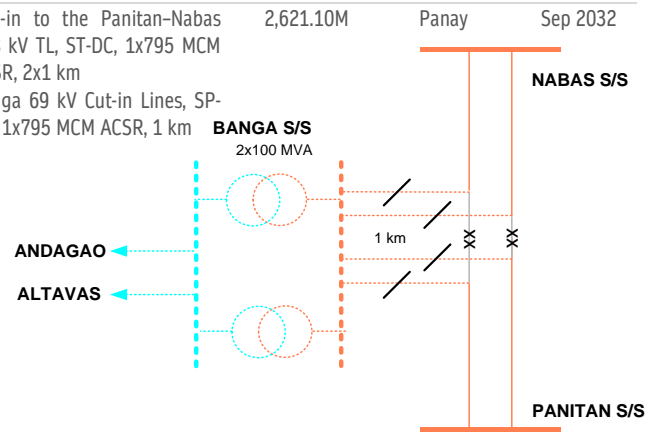 -in to the Panitan–Nabas 2,621.10M Panay Sep 2032
kV TL, ST-DC, 1x795 MCM
R, 2x1 km
ga 69 kV Cut-in Lines, SP-
1x795 MCM ACSR, 1 km
NABAS S/S
BANGA S/S
2x100 MVA
1 km
XX XX
ANDAGAO
ALTAVAS
PANITAN S/S